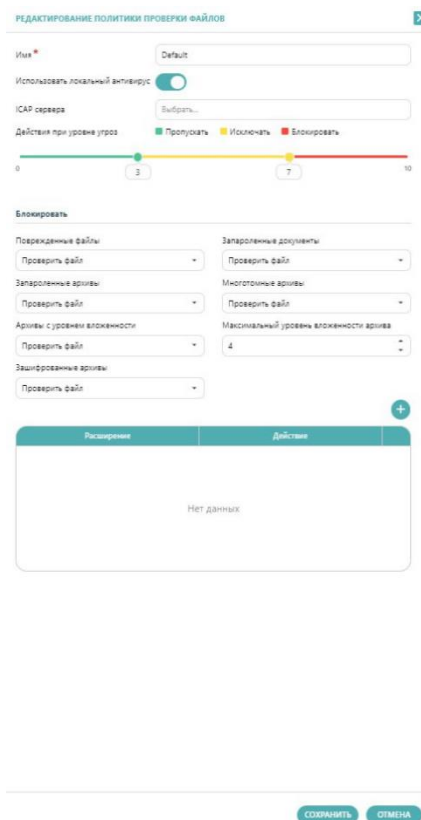 РЕДАКТИРОВАНИЕ ПОЛИТИКИ ПРОВЕРКИ ФАЙЛОВ
Имя * Default
Использовать локальный антивирус
ICAP сервера Выбрать...
Действия при уровне угроз Пропускать Исключать Блокировать
0 3 7 10
Блокировать
Поврежденные файлы Запароленные документы
Проверить файл Проверить файл
Запароленные архивы Многотомные архивы
Проверить файл Проверить файл
Архивы с уровнем вложенности Максимальный уровень вложенности архива
Проверить файл 4
Зашифрованные архивы
Проверить файл
Расширение Действие
Нет данных
СОХРАНИТЬ ОТМЕНА